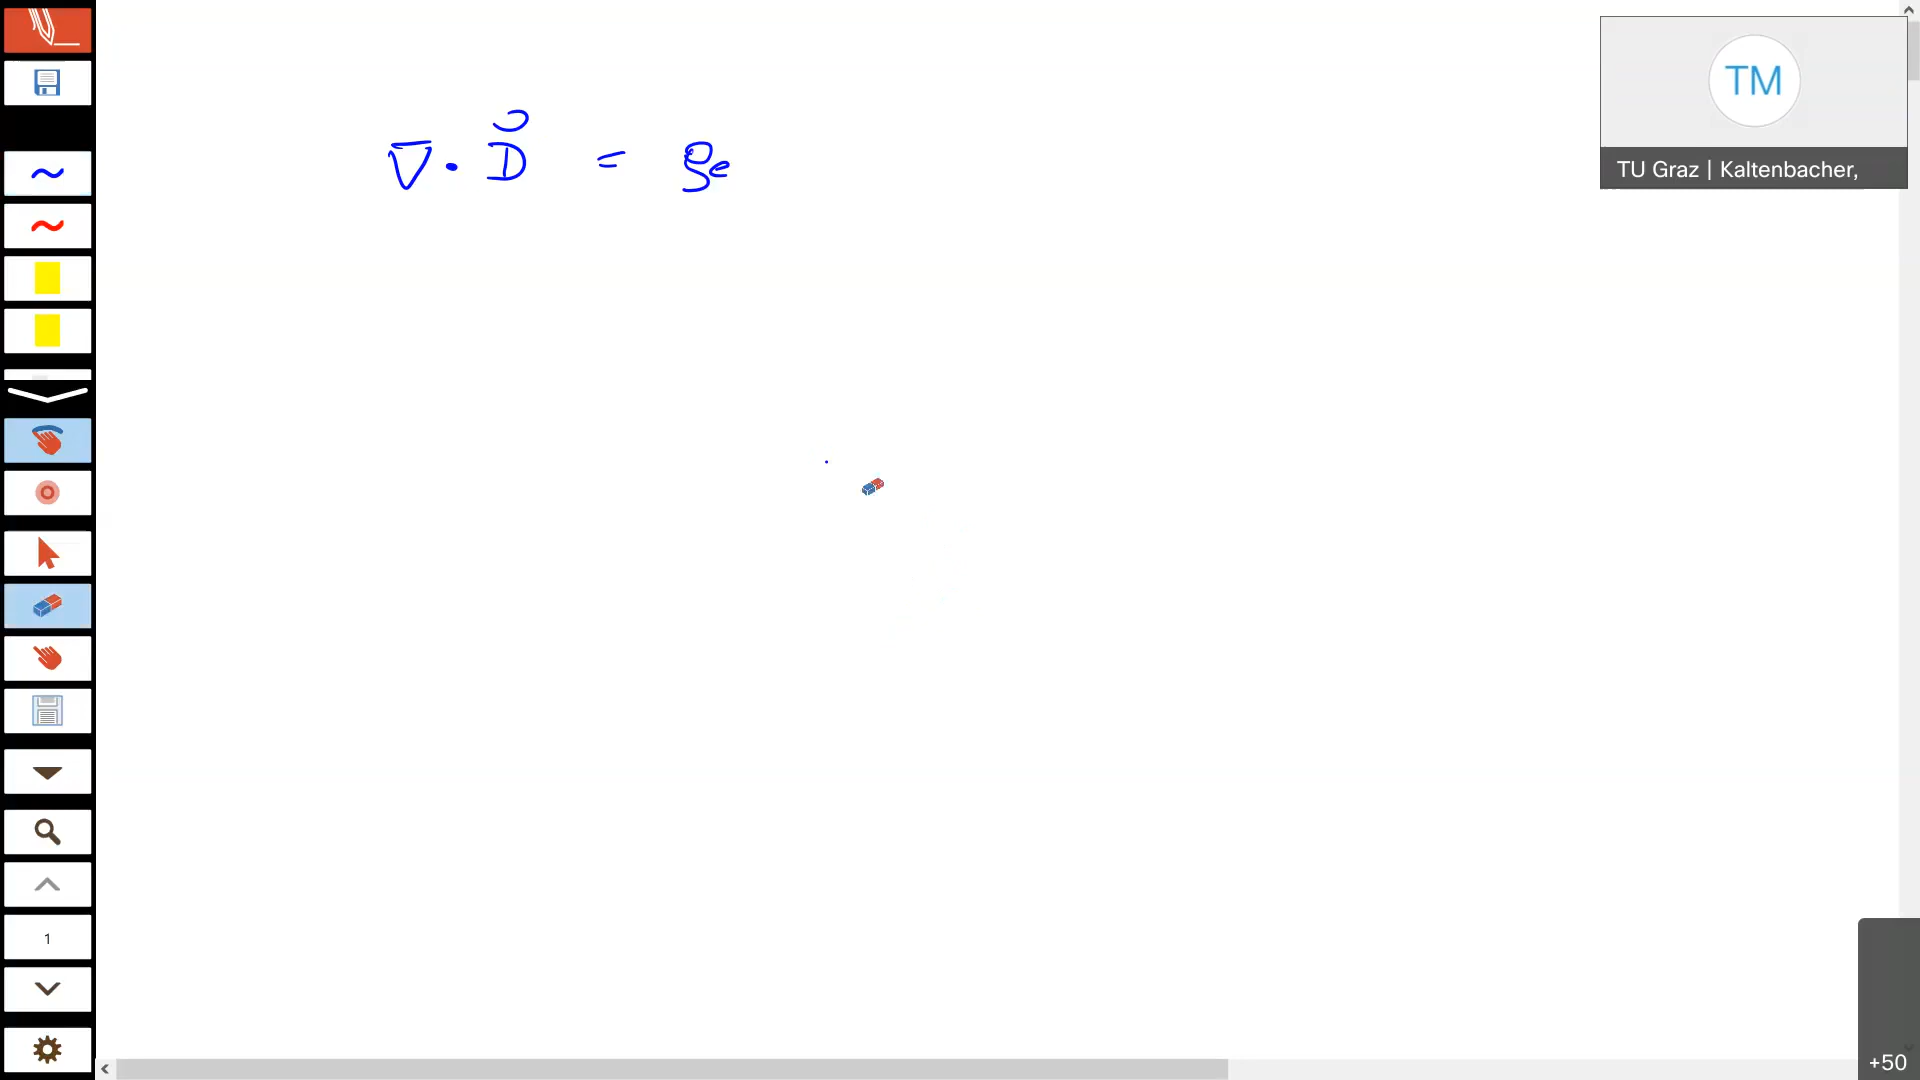 TM
TU Graz | Kaltenbacher,
∇ · D⃗ = ρe
1
+50